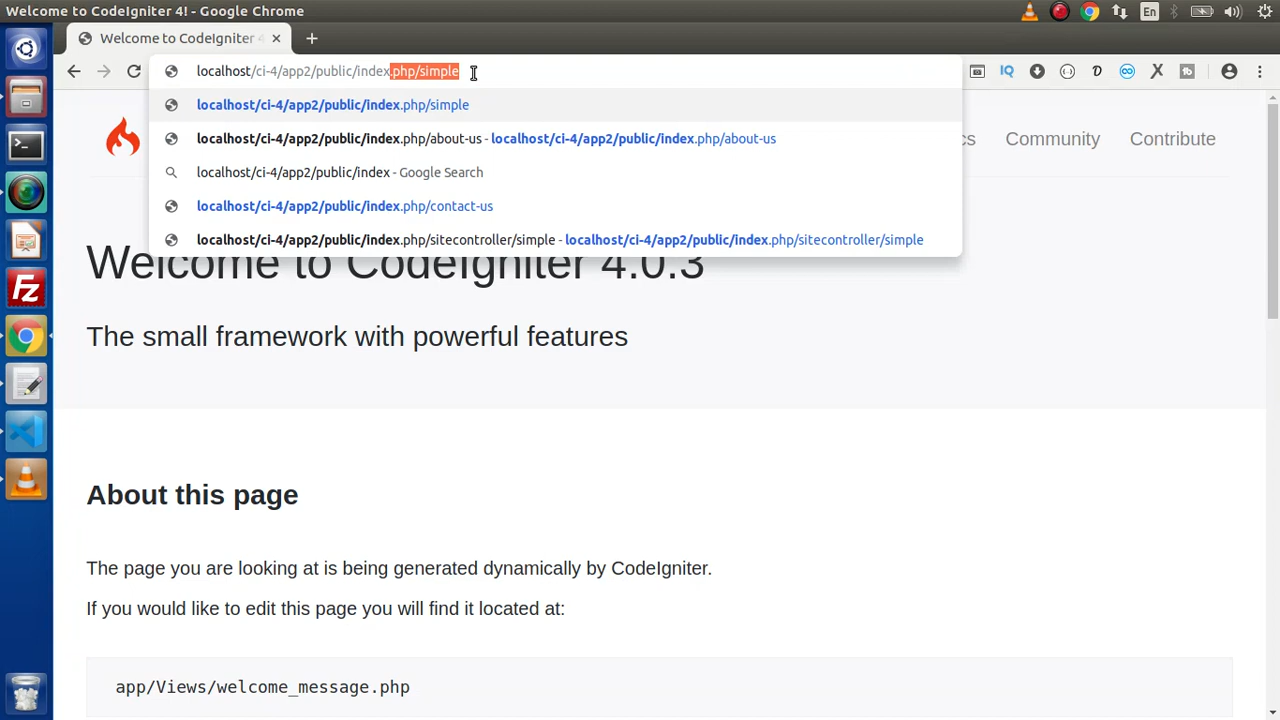 Welcome to CodeIgniter 4! - Google Chrome
En
Welcome to CodeIgniter 4
localhost/ci-4/app2/public/index.php/simple
localhost/ci-4/app2/public/index.php/simple
localhost/ci-4/app2/public/index.php/about-us - localhost/ci-4/app2/public/index.php/about-us
localhost/ci-4/app2/public/index - Google Search
localhost/ci-4/app2/public/index.php/contact-us
localhost/ci-4/app2/public/index.php/sitecontroller/simple - localhost/ci-4/app2/public/index.php/sitecontroller/simple
cs Community Contribute
Welcome to CodeIgniter 4.0.3
The small framework with powerful features
About this page
The page you are looking at is being generated dynamically by CodeIgniter.
If you would like to edit this page you will find it located at:
app/Views/welcome_message.php